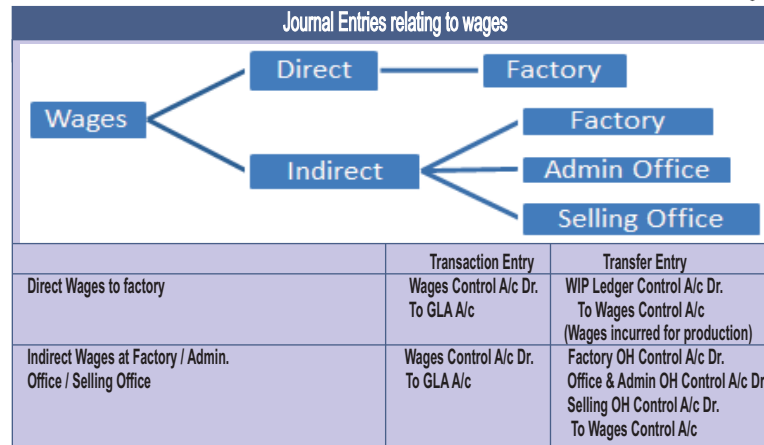 Journal Entries relating to wages
Direct
Factory
Wages
Factory
Indirect
Admin Office
Selling Office
Transaction Entry Transfer Entry
Direct Wages to factory Wages Control A/c Dr. WIP Ledger Control A/c Dr.
To GLA A/c To Wages Control A/c
(Wages incurred for production)
Indirect Wages at Factory / Admin. Wages Control A/c Dr. Factory OH Control A/c Dr.
Office / Selling Office To GLA A/c Office & Admin OH Control A/c Dr
Selling OH Control A/c Dr.
To Wages Control A/c